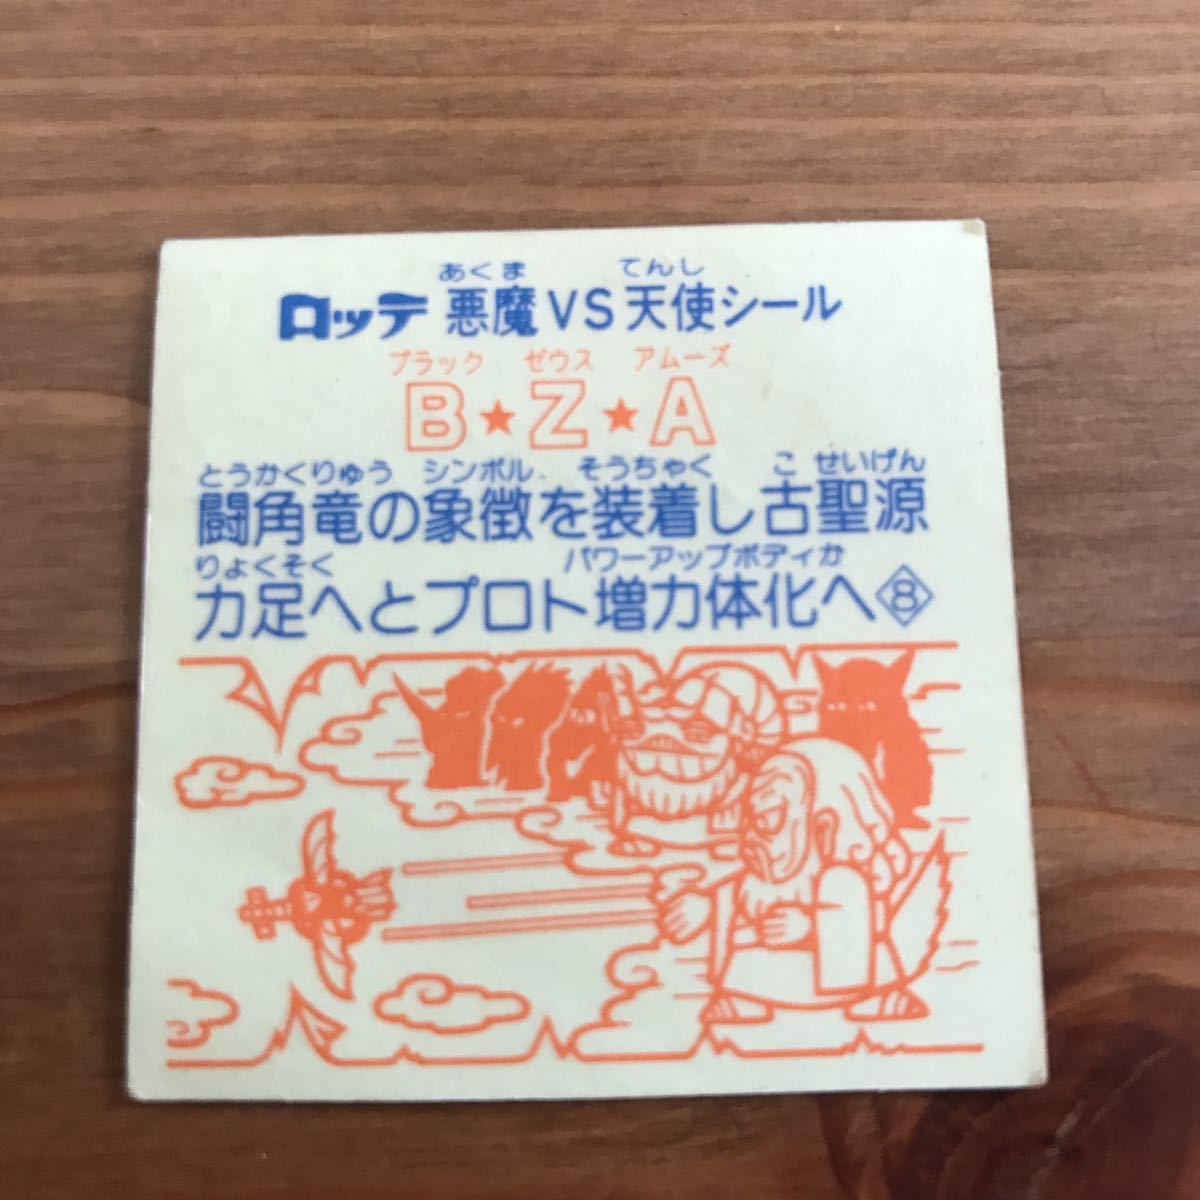 あくま てんし
ロッテ 悪魔VS天使シール
ブラック ゼウス アムーズ
B★Z★A
とうかくりゅう シンボル そうちゃく こせいげん
闘角竜の象徴を装着し古聖源
りょくそく パワーアップボディか
力足へとプロト増力体化へ8